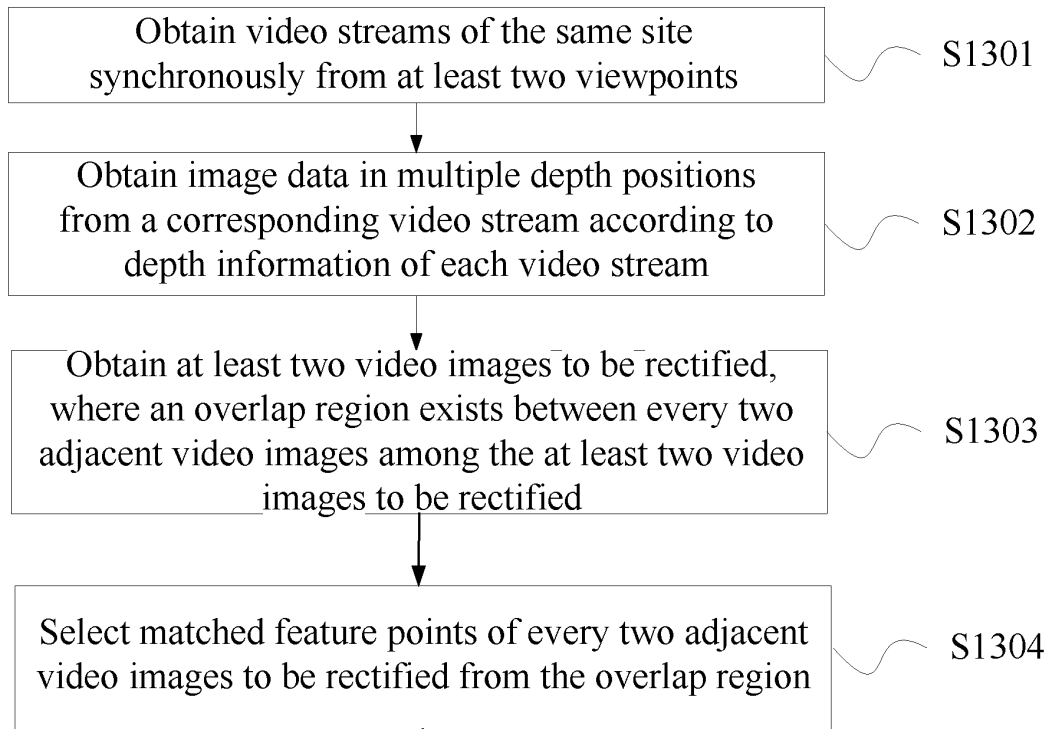 Obtain video streams of the same site
synchronously from at least two viewpoints
S1301
Obtain image data in multiple depth positions
from a corresponding video stream according to
depth information of each video stream
S1302
Obtain at least two video images to be rectified,
where an overlap region exists between every two
adjacent video images among the at least two video
images to be rectified
S1303
Select matched feature points of every two adjacent
video images to be rectified from the overlap region
S1304